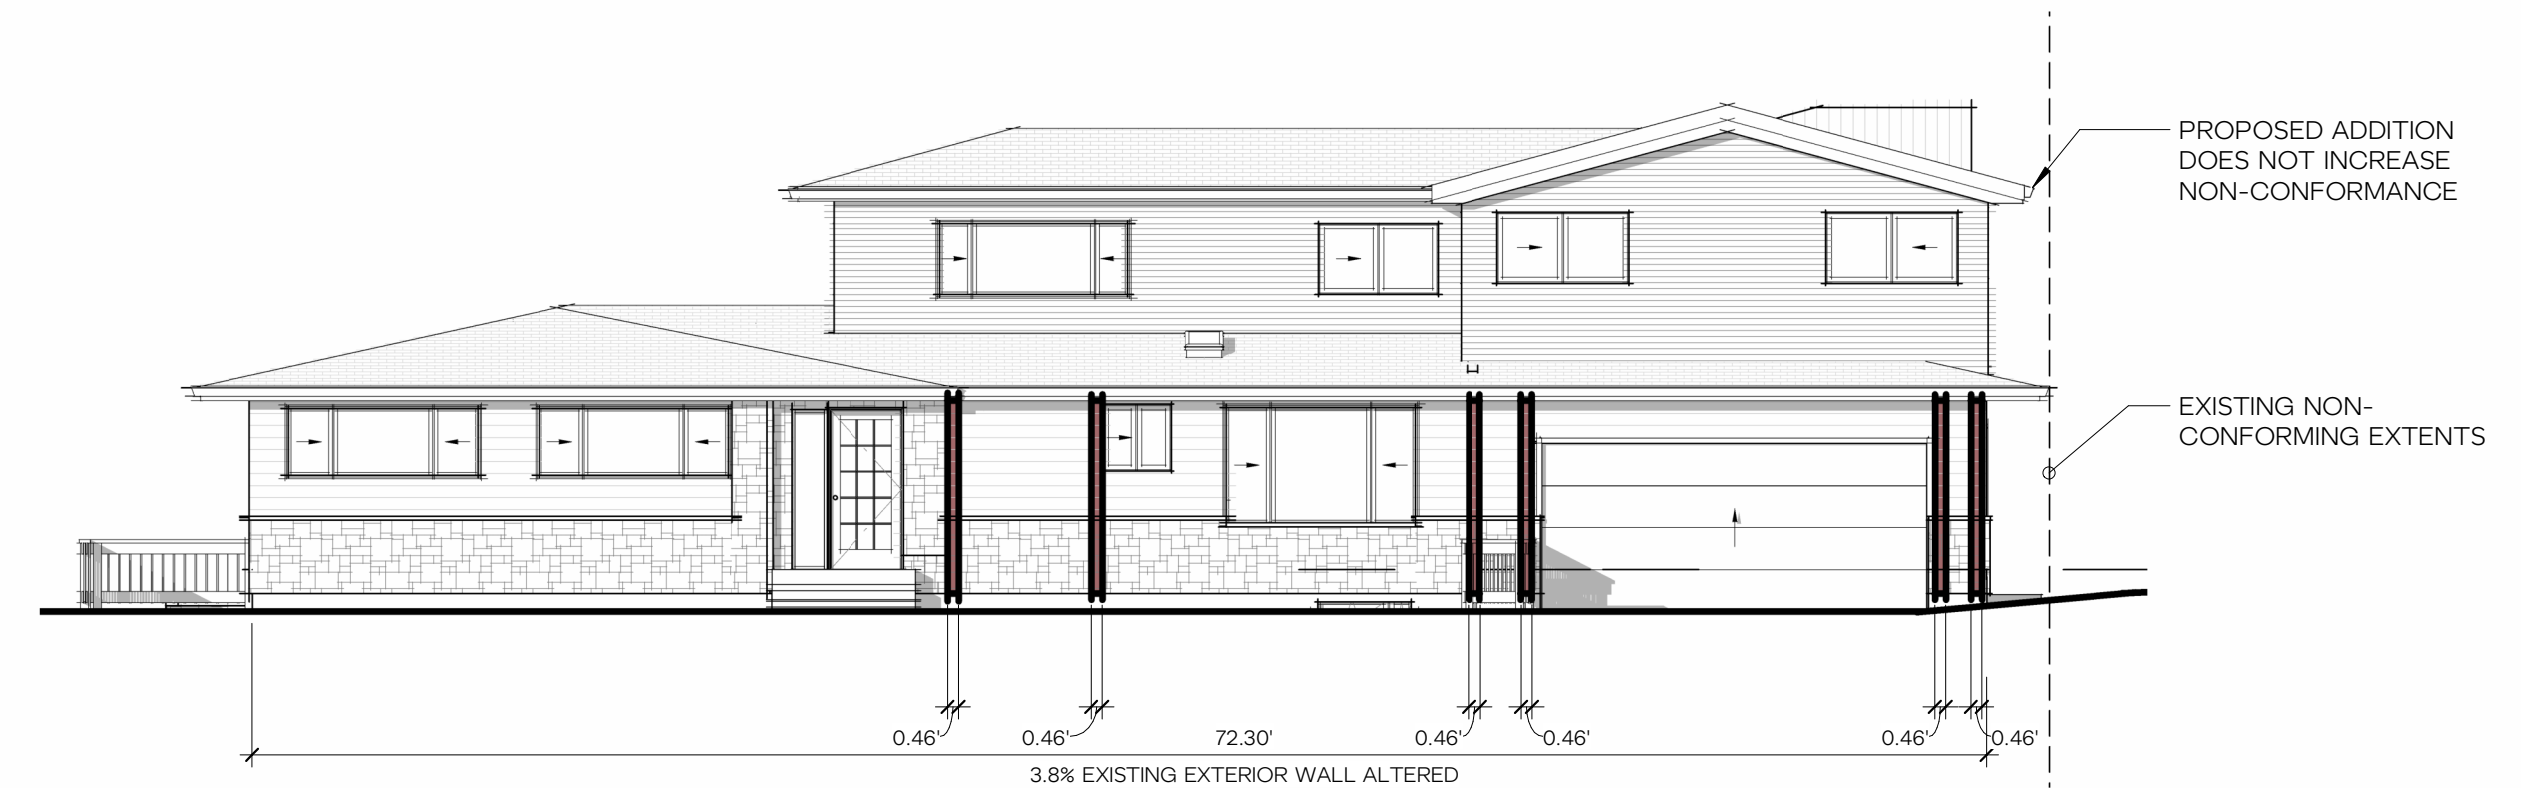 PROPOSED ADDITION
DOES NOT INCREASE
NON-CONFORMANCE
EXISTING NON-
CONFORMING EXTENTS
0.46' 0.46' 72.30' 0.46' 0.46' 0.46' 0.46'
3.8% EXISTING EXTERIOR WALL ALTERED